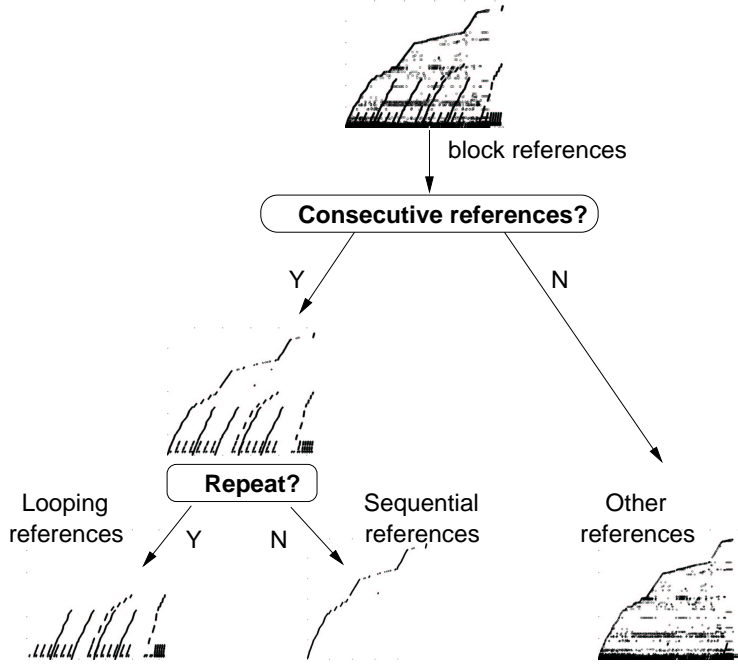 block references
Consecutive references?
Y
N
Repeat?
Looping
references
Y
N
Sequential
references
Other
references